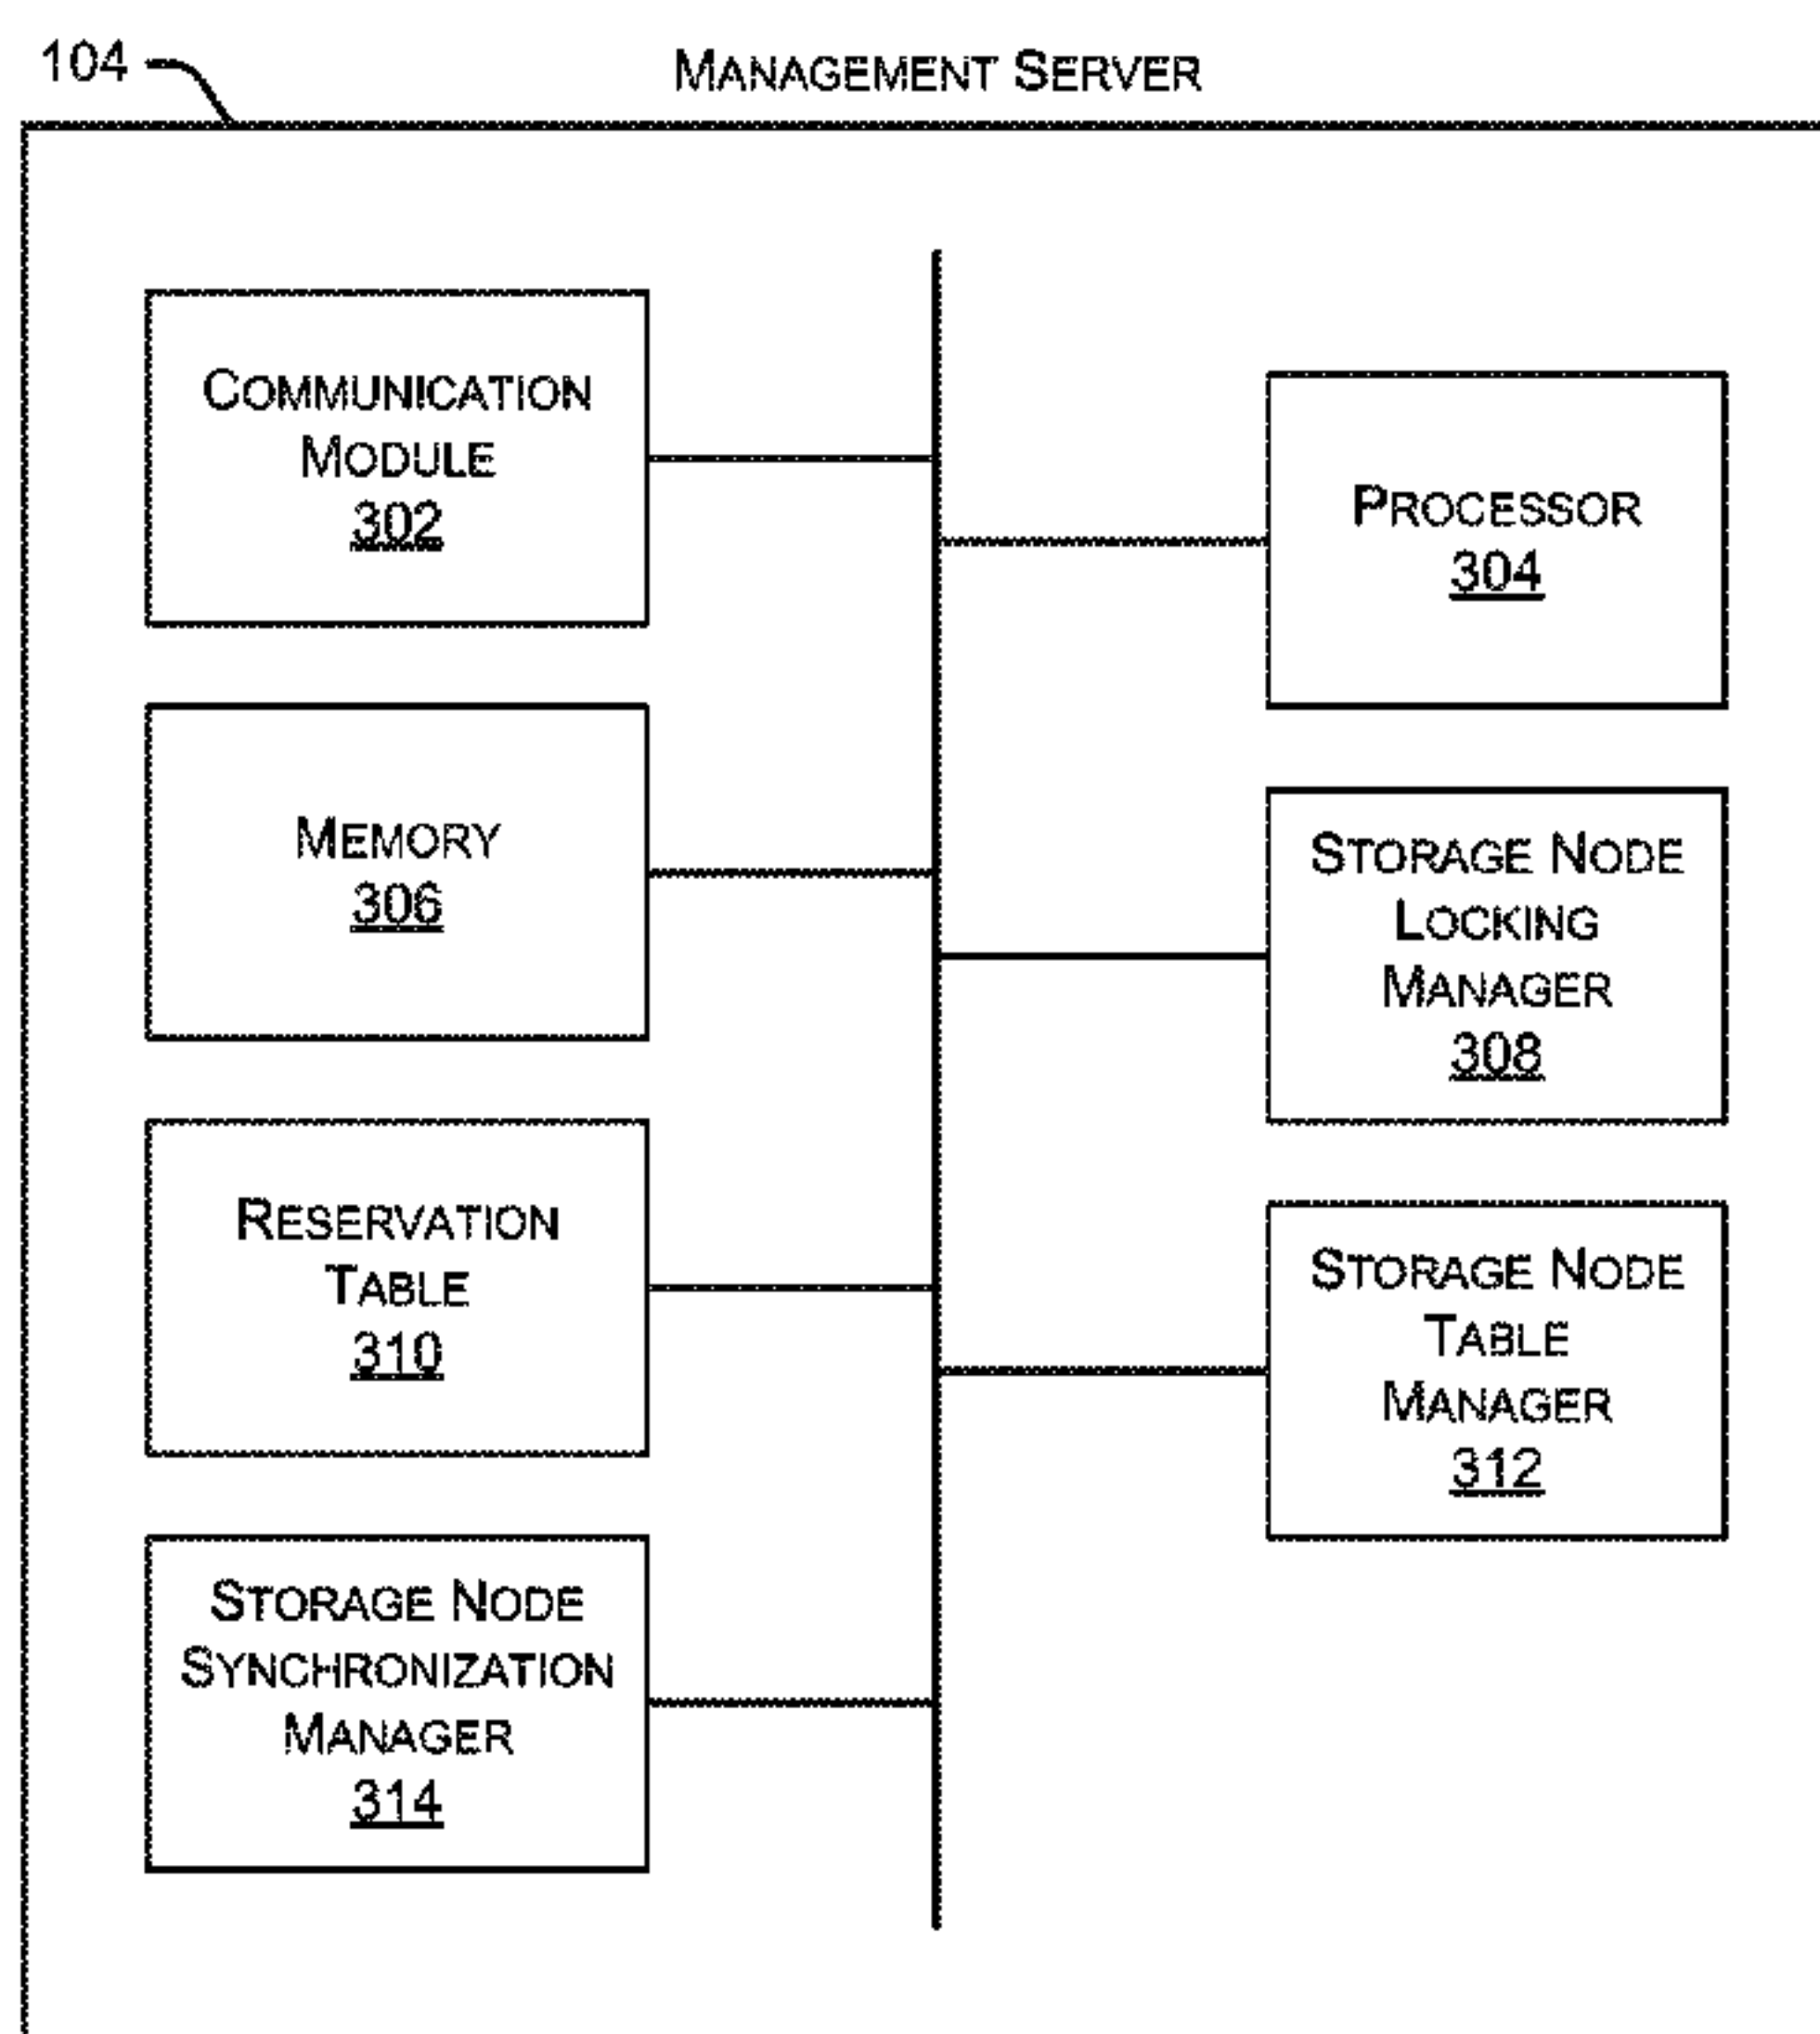 104
MANAGEMENT SERVER
COMMUNICATION
MODULE
302
PROCESSOR
304
MEMORY
306
STORAGE NODE
LOCKING
MANAGER
308
RESERVATION
TABLE
310
STORAGE NODE
TABLE
MANAGER
312
STORAGE NODE
SYNCHRONIZATION
MANAGER
314